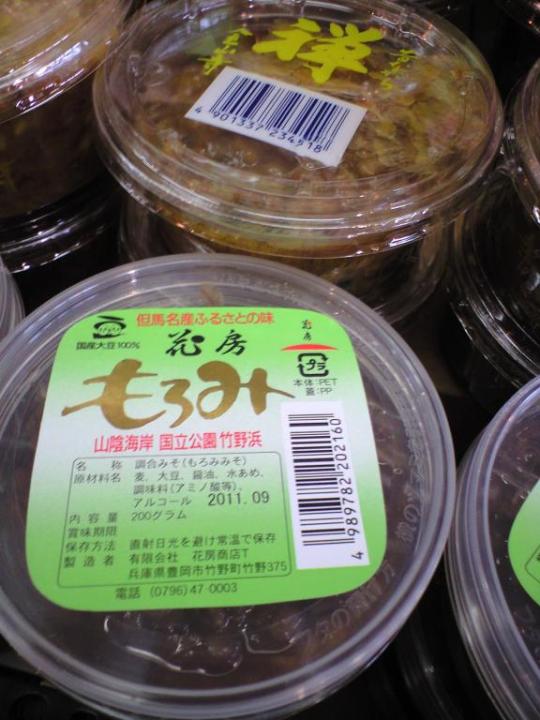 祥
4 901337 234518
但馬名産ふるさとの味
国産大豆100%
花房
花房
もろみ
プラ
本体:PET
蓋:PP
山陰海岸 国立公園 竹野浜
名 称 調合みそ(もろみみそ)
原材料名 麦、大豆、醤油、水あめ、
調味料(アミノ酸等)、
アルコール 2011.09
内容量 200グラム
賞味期限
保存方法 直射日光を避け常温で保存
製造者 有限会社 花房商店T
兵庫県豊岡市竹野町竹野375
電話 (0796)47-0003
4 989782 202160